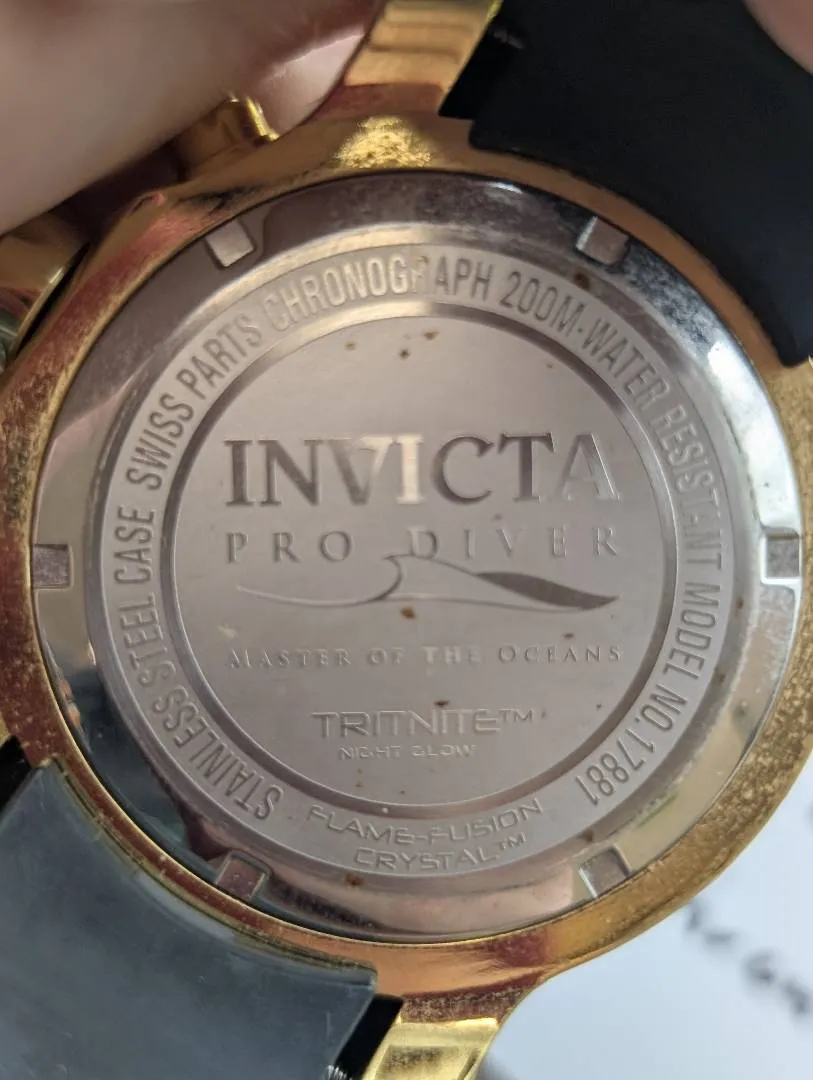 INVICTA
PRO DIVER
MASTER OF THE OCEANS
TRITNITE™
NIGHT GLOW
STAINLESS STEEL CASE SWISS PARTS CHRONOGRAPH 200M-WATER RESISTANT MODEL NO.17881
FLAME-FUSION
CRYSTAL™